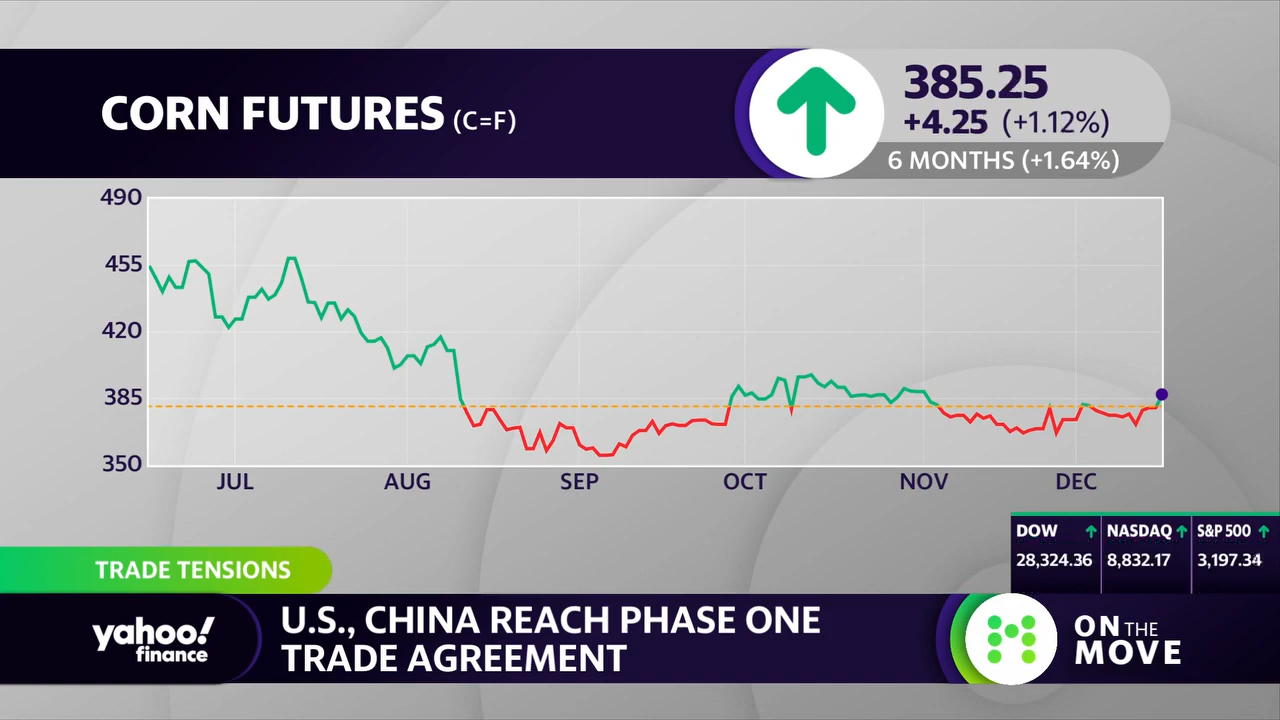 CORN FUTURES (C=F)
385.25
+4.25 (+1.12%)
6 MONTHS (+1.64%)
490
455
420
385
350
JUL AUG SEP OCT NOV DEC
DOW NASDAQ S&P 500
28,324.36 8,832.17 3,197.34
TRADE TENSIONS
yahoo!
finance
U.S., CHINA REACH PHASE ONE
TRADE AGREEMENT
ON THE
MOVE